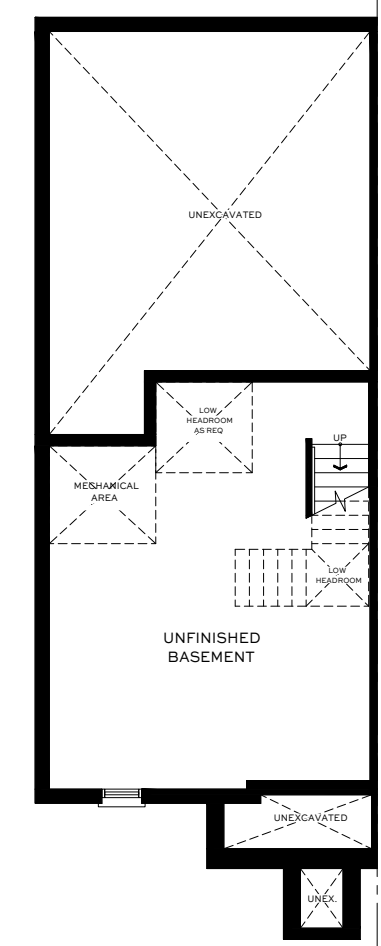 UNEXCAVATED
LOW
HEADROOM
AS REQ
UP
MECHANICAL
AREA
LOW
HEADROOM
UNFINISHED
BASEMENT
UNEXCAVATED
UNEX.